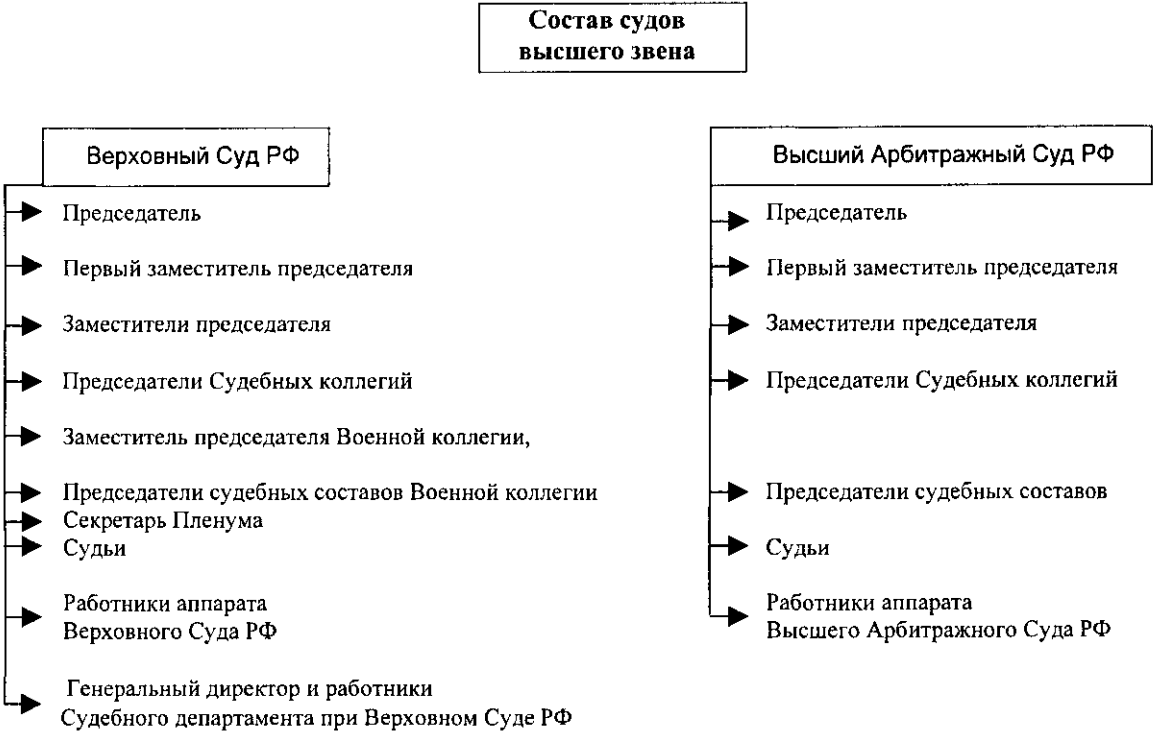 Состав судов
высшего звена
Верховный Суд РФ
Председатель
Первый заместитель председателя
Заместители председателя
Председатели Судебных коллегий
Заместитель председателя Военной коллегии,
Председатели судебных составов Военной коллегии
Секретарь Пленума
Судьи
Работники аппарата
Верховного Суда РФ
Генеральный директор и работники
Судебного департамента при Верховном Суде РФ
Высший Арбитражный Суд РФ
Председатель
Первый заместитель председателя
Заместители председателя
Председатели Судебных коллегий
Председатели судебных составов
Судьи
Работники аппарата
Высшего Арбитражного Суда РФ